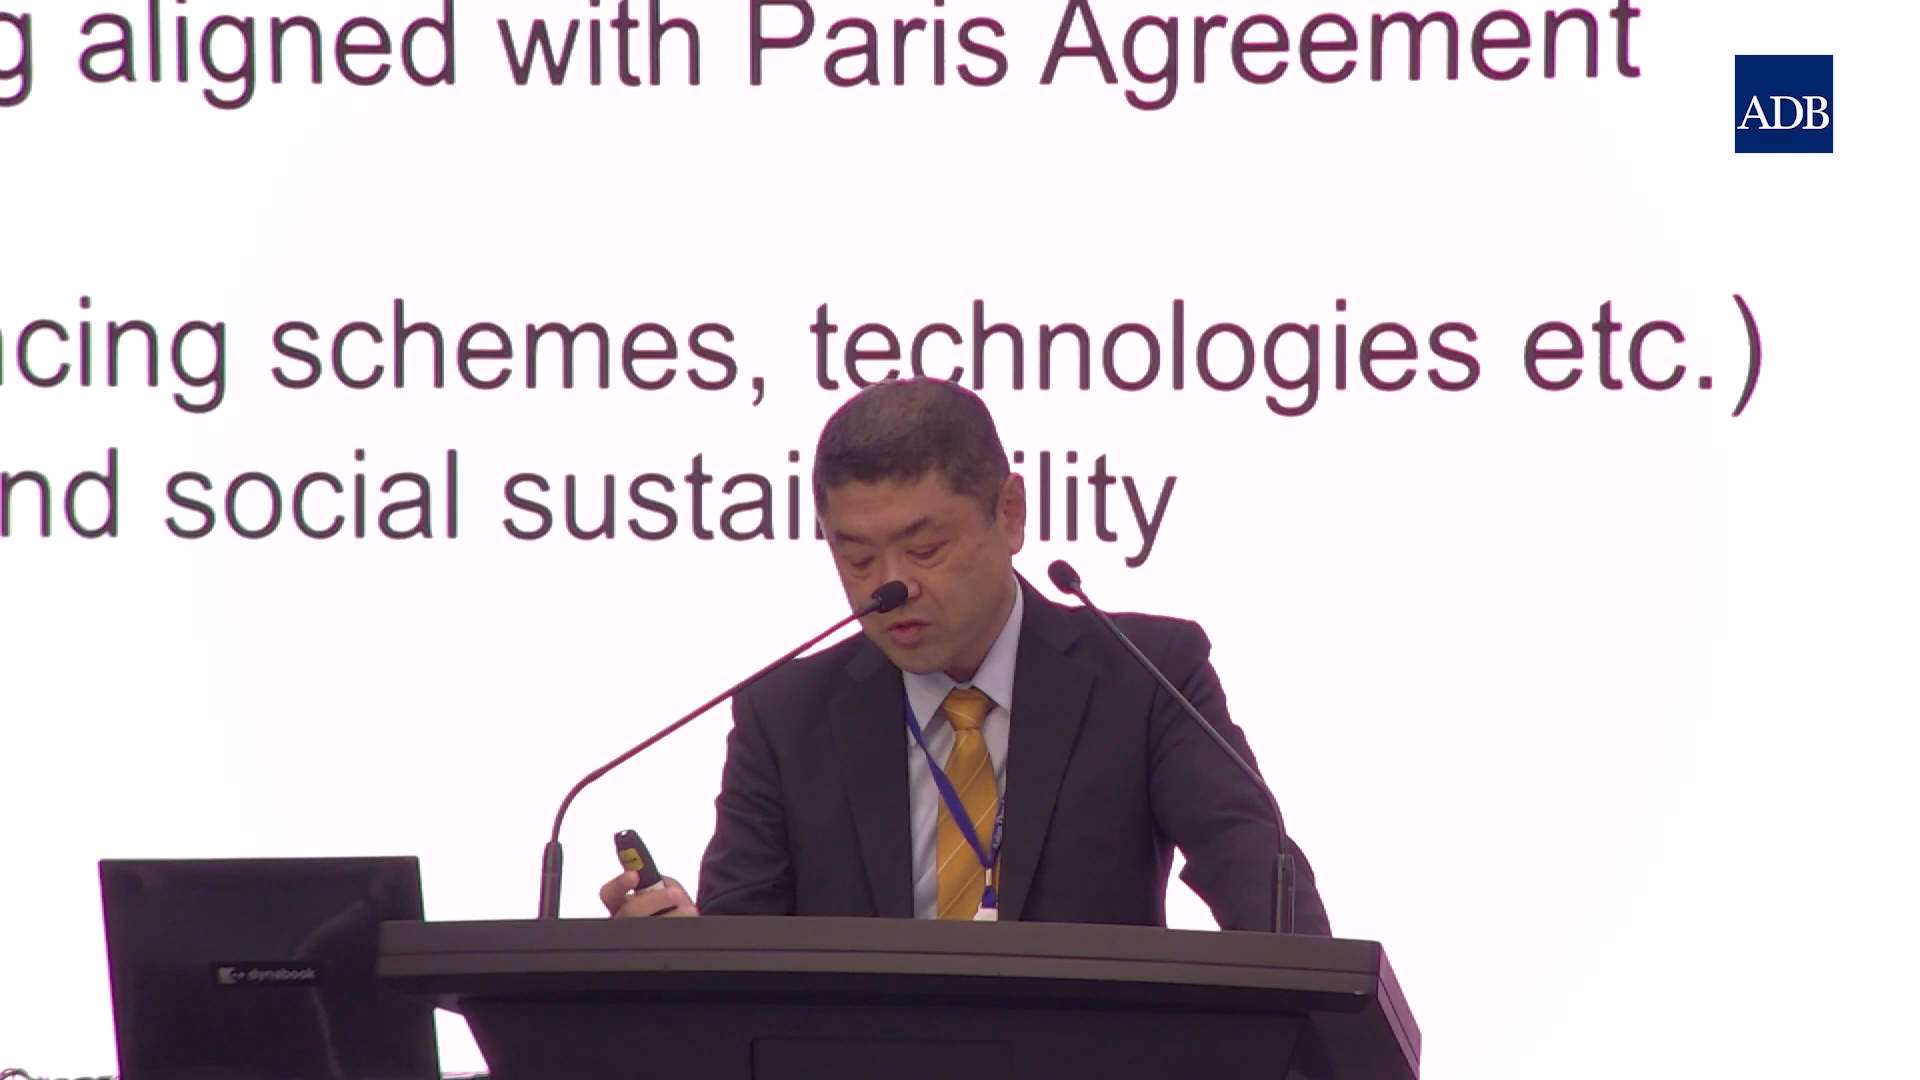 g aligned with Paris Agreement
ADB
ncing schemes, technologies etc.)
nd social sustai ility
dynabook